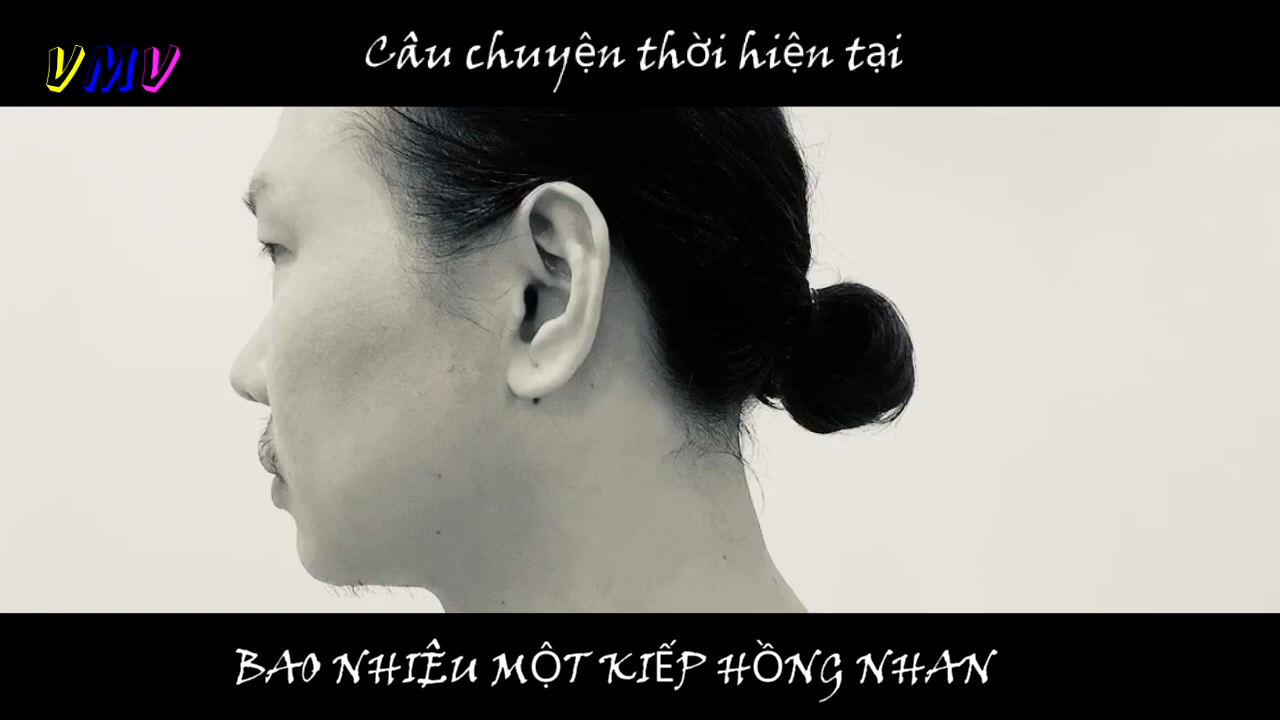 Câu chuyện thời hiện tại
VMV
BAO NHIÊU MỘT KIẾP HỒNG NHAN